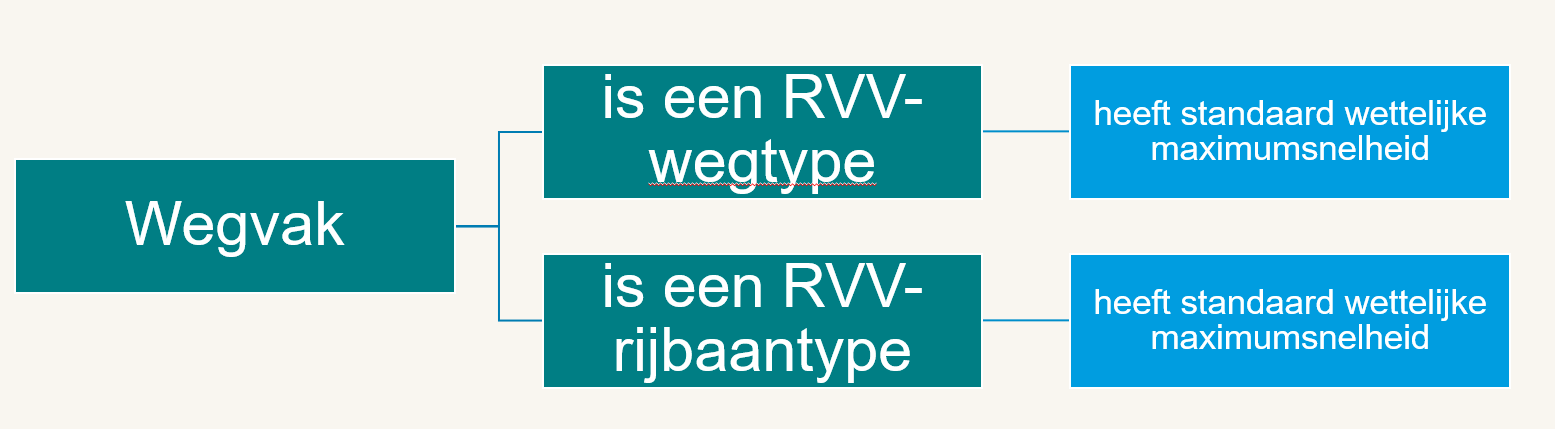 Wegvak
is een RVV-
wegtype
heeft standaard wettelijke
maximumsnelheid
is een RVV-
rijbaantype
heeft standaard wettelijke
maximumsnelheid